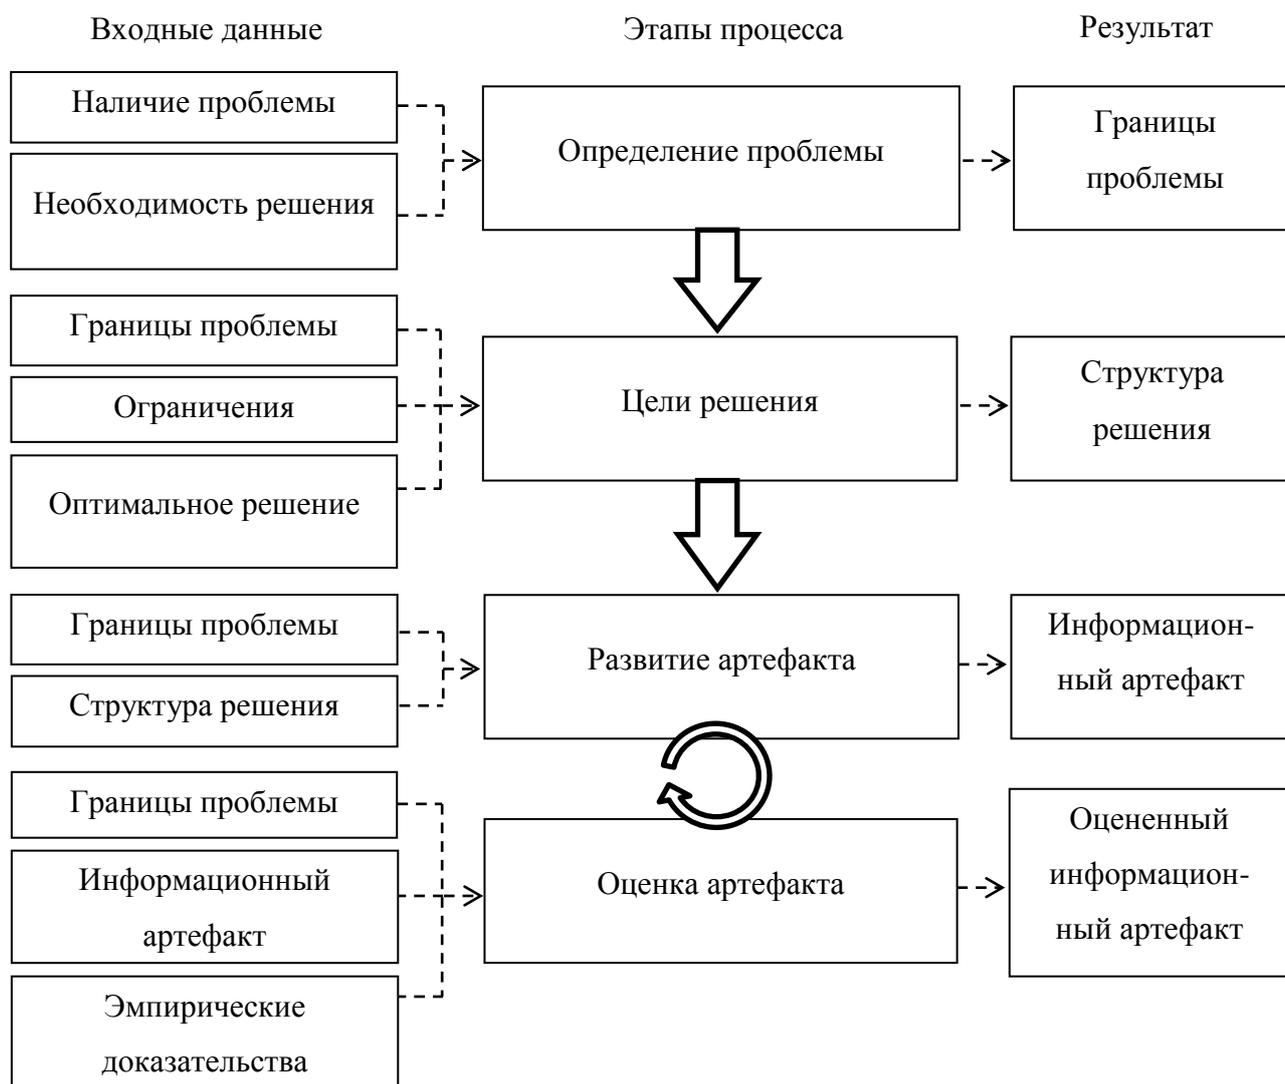 Входные данные
Этапы процесса
Результат
Наличие проблемы
Необходимость решения
Определение проблемы
Границы
проблемы
Границы проблемы
Ограничения
Оптимальное решение
Цели решения
Структура
решения
Границы проблемы
Структура решения
Развитие артефакта
Информацион-
ный артефакт
Границы проблемы
Информационный
артефакт
Эмпирические
доказательства
Оценка артефакта
Оцененный
информацион-
ный артефакт